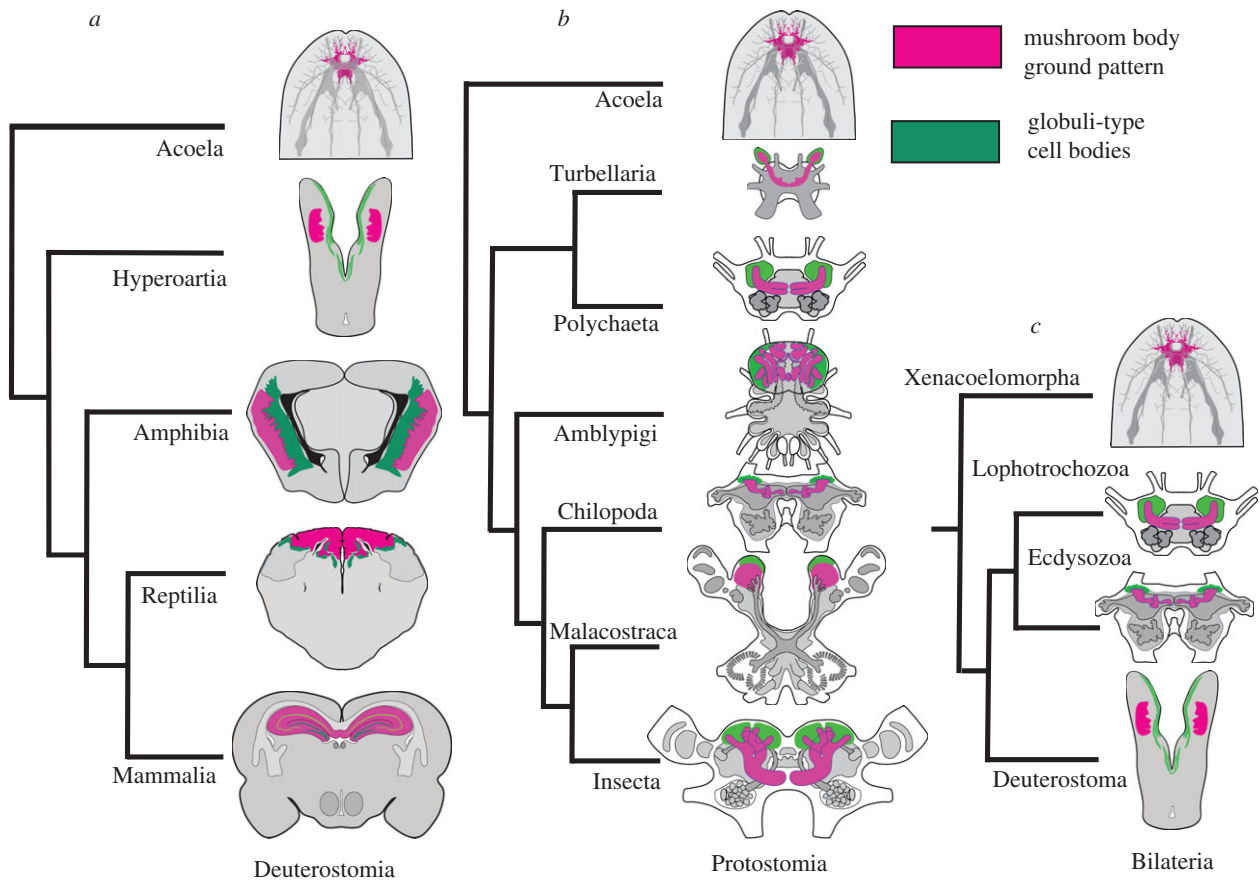 a
Acoela
Hyperoartia
Amphibia
Reptilia
Mammalia
Deuterostomia
b
Acoela
Turbellaria
Polychaeta
Amblypigi
Chilopoda
Malacostraca
Insecta
Protostomia
mushroom body
ground pattern
globuli-type
cell bodies
c
Xenacoelomorpha
Lophotrochozoa
Ecdysozoa
Deuterostoma
Bilateria